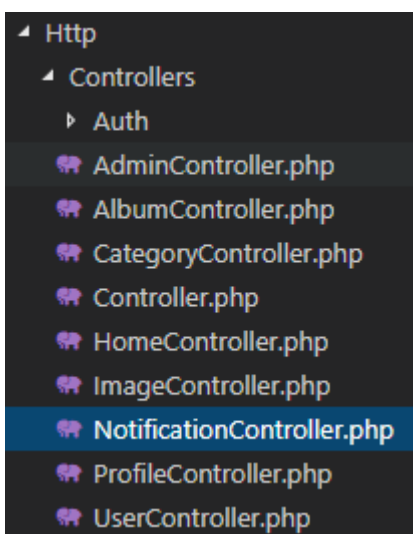 Http
Controllers
Auth
AdminController.php
AlbumController.php
CategoryController.php
Controller.php
HomeController.php
ImageController.php
NotificationController.php
ProfileController.php
UserController.php